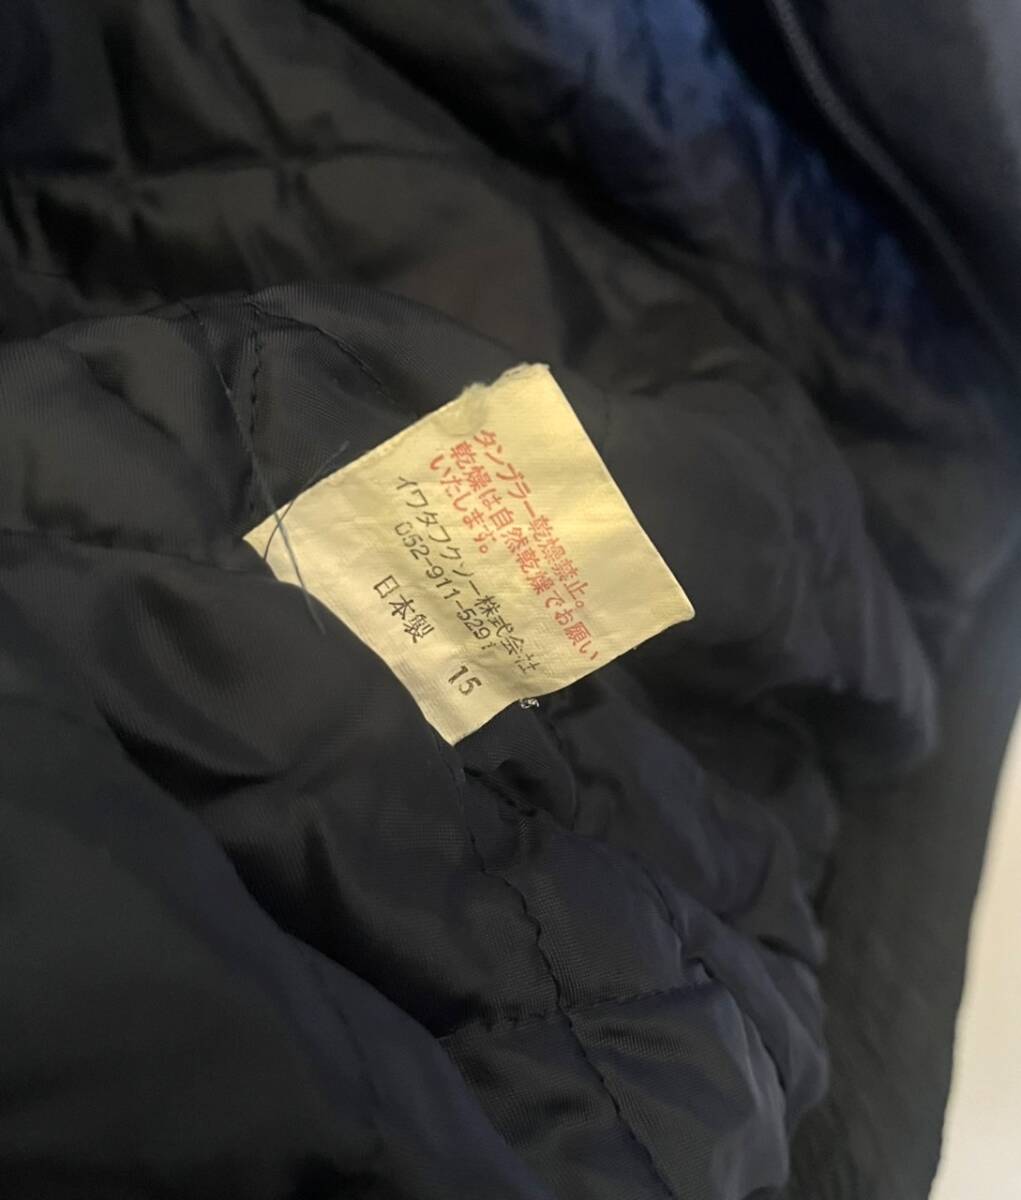 タンブラー乾燥禁止。
乾燥は自然乾燥でお願い
いたします。
イワタフクソー株式会社
052-911-5291
日本製 15